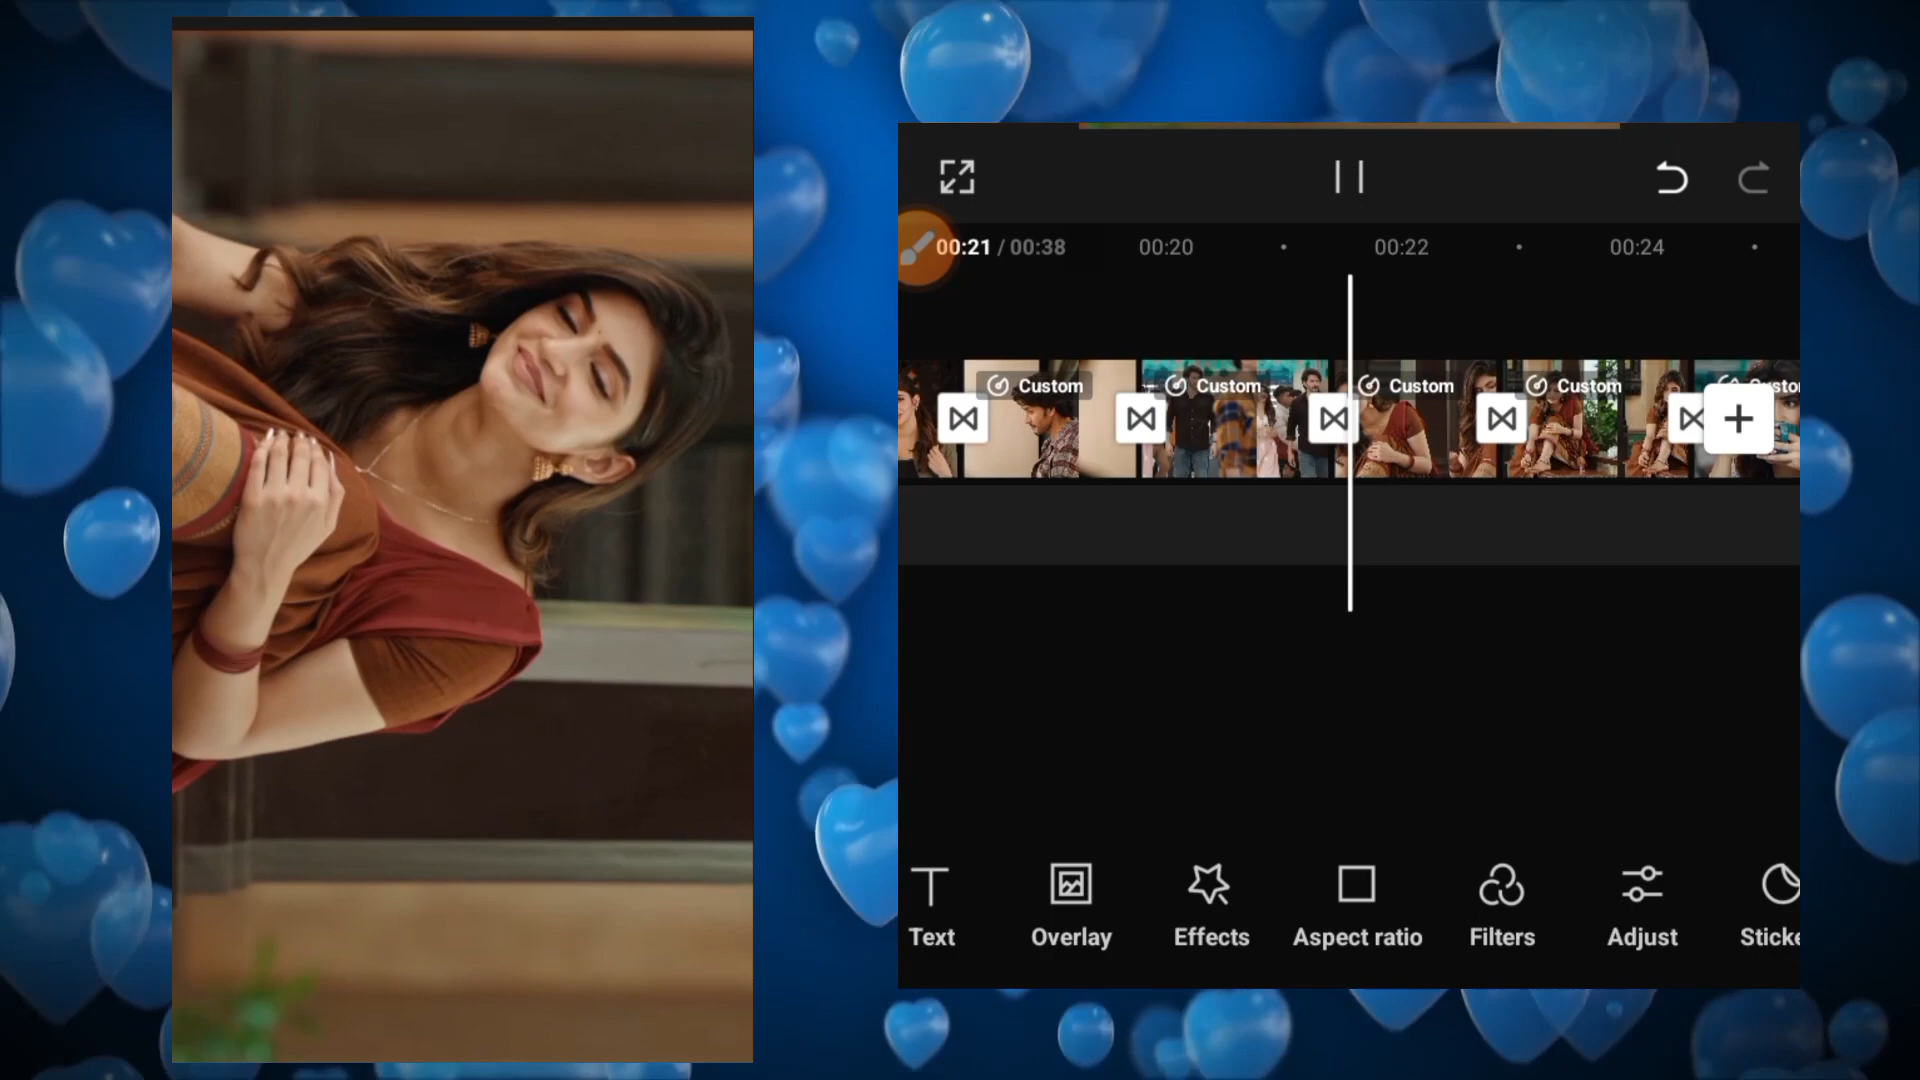 00:21 / 00:38 00:20 00:22 00:24
Custom Custom Custom Custom
Text Overlay Effects Aspect ratio Filters Adjust